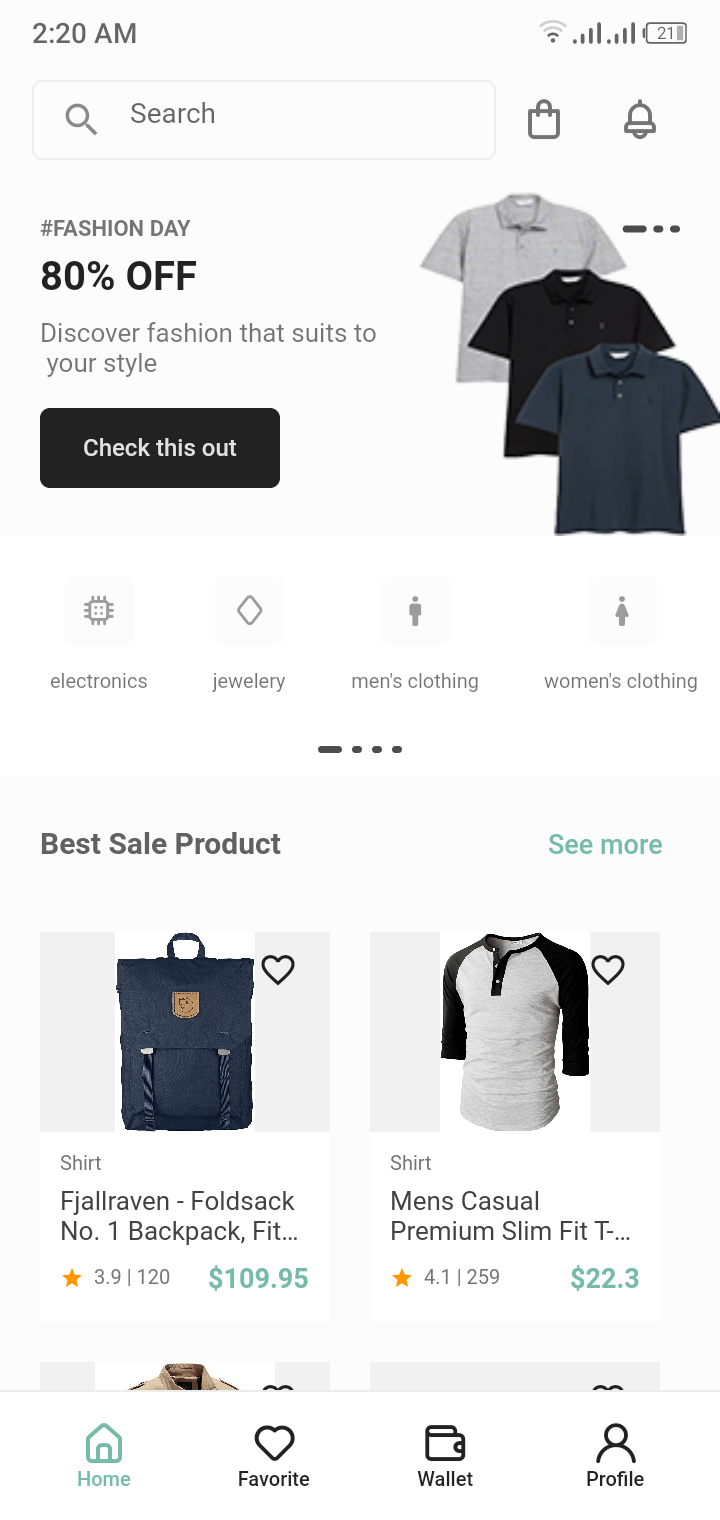 2:20 AM
21
Search
#FASHION DAY
80% OFF
Discover fashion that suits to
your style
Check this out
electronics
jewelery
men's clothing
women's clothing
Best Sale Product
See more
Shirt
Fjallraven - Foldsack
No. 1 Backpack, Fit...
3.9 | 120
$109.95
Shirt
Mens Casual
Premium Slim Fit T-...
4.1 | 259
$22.3
Home
Favorite
Wallet
Profile